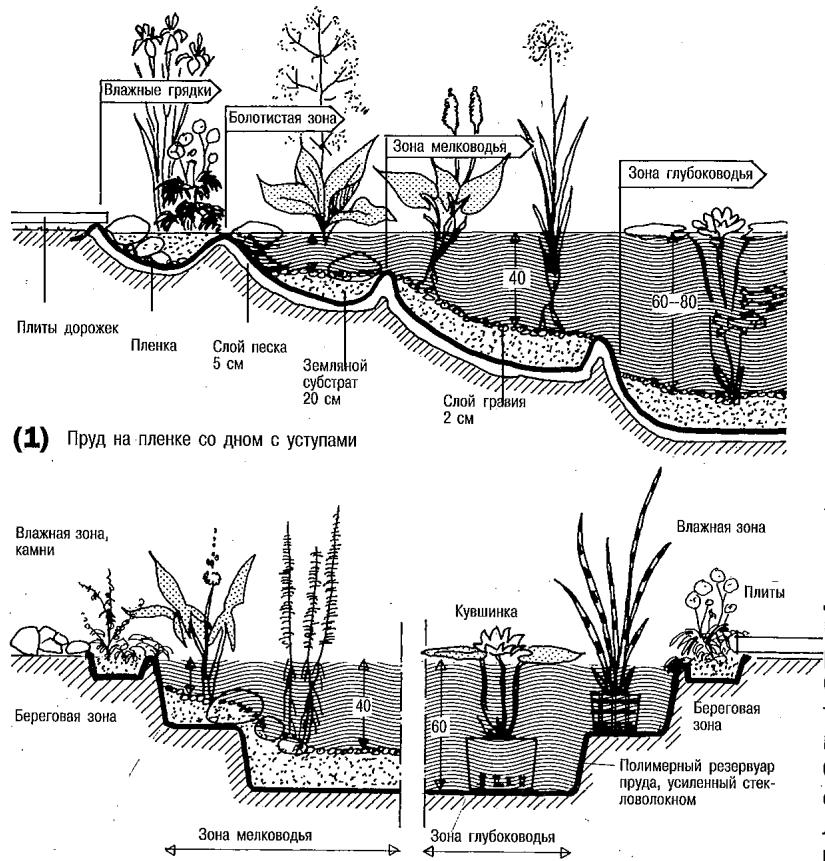 Влажные грядки
Болотистая зона
Зона мелководья
Зона глубоководья
40
60–80
Плиты дорожек
Пленка
Слой песка
5 см
Земляной
субстрат
20 см
Слой гравия
2 см
(1) Пруд на пленке со дном с уступами
Влажная зона,
камни
Береговая зона
40
Зона мелководья
Кувшинка
60
Зона глубоководья
Влажная зона
Плиты
Береговая
зона
Полимерный резервуар
пруда, усиленный стек-
ловолокном